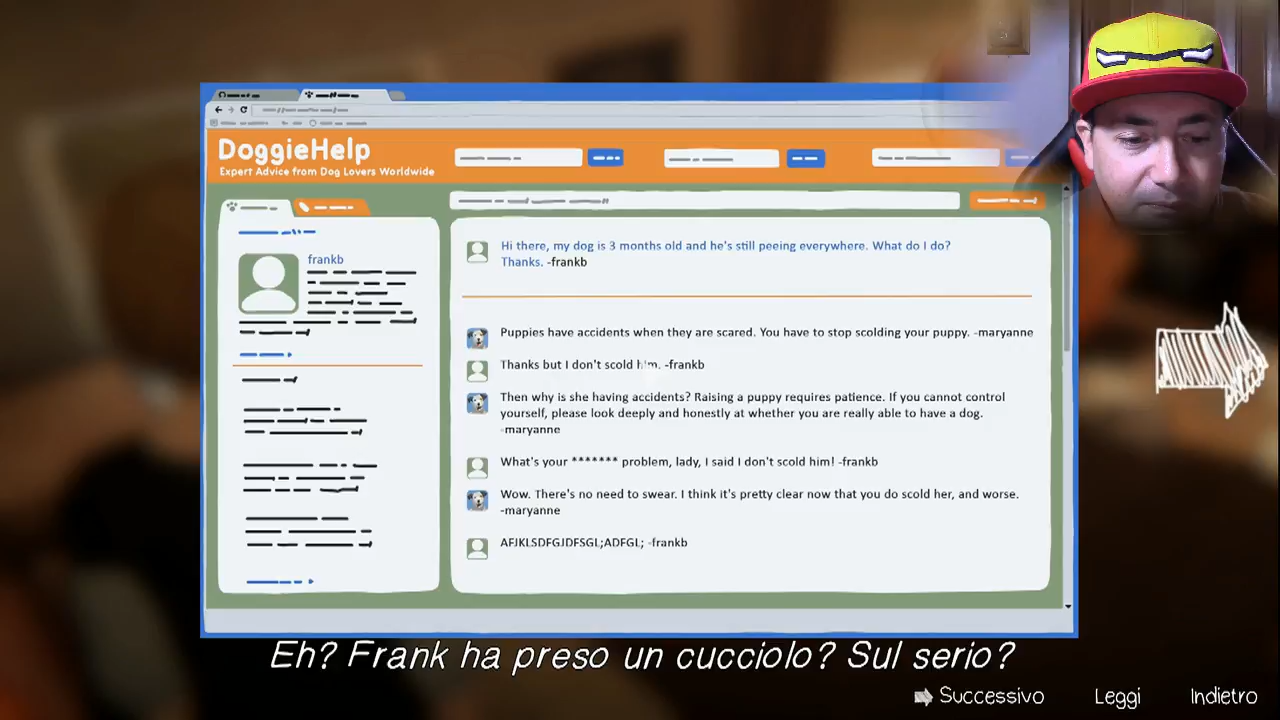 DoggieHelp
Expert Advice from Dog Lovers Worldwide
frankb
Hi there, my dog is 3 months old and he's still peeing everywhere. What do I do?
Thanks. -frankb
Puppies have accidents when they are scared. You have to stop scolding your puppy. -maryanne
Thanks but I don't scold him. -frankb
Then why is she having accidents? Raising a puppy requires patience. If you cannot control
yourself, please look deeply and honestly at whether you are really able to have a dog.
-maryanne
What's your ******* problem, lady, I said I don't scold him! -frankb
Wow. There's no need to swear. I think it's pretty clear now that you do scold her, and worse.
-maryanne
AFJKLSDFGJDFSGL;ADFGL; -frankb
Eh? Frank ha preso un cucciolo? Sul serio?
Successivo Leggi Indietro